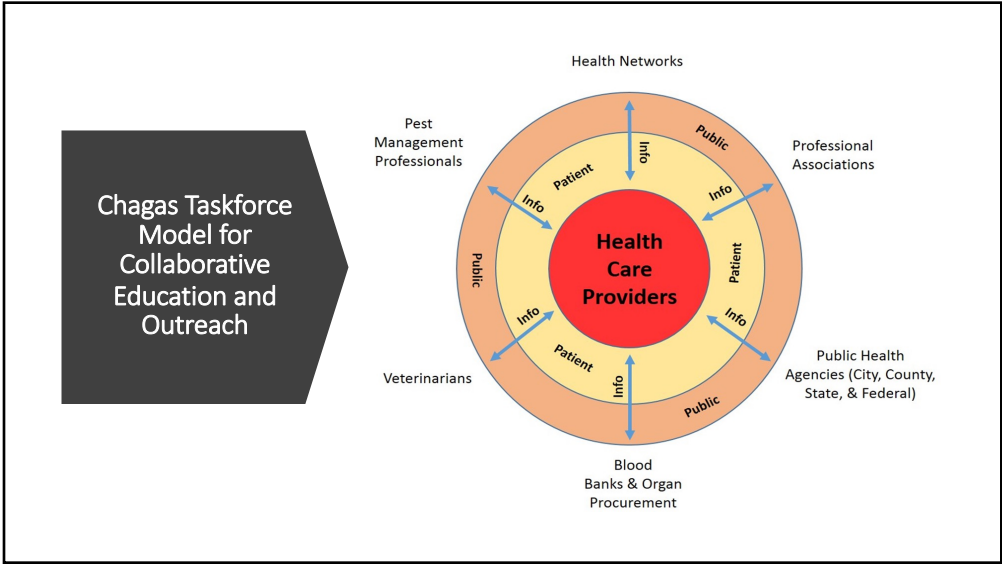 Chagas Taskforce
Model for
Collaborative
Education and
Outreach
Health Networks
Pest
Management
Professionals
Professional
Associations
Public
Info
Patient
Info
Info
Health
Care
Providers
Public
Patient
Info
Info
Patient
Info
Public
Veterinarians
Public Health
Agencies (City, County,
State, & Federal)
Blood
Banks & Organ
Procurement